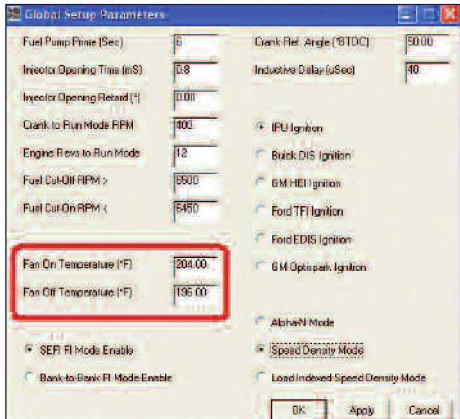 Global Setup Parameters
Fuel Pump Prime (Sec) 6
Injector Opening Time (mS) 0.8
Injector Opening Retard (°) 0.00
Crank to Run Mode RPM 400
Engine Revs to Run Mode 12
Fuel Cut-Off RPM > 6500
Fuel Cut-On RPM < 6450
Fan On Temperature (°F) 204.00
Fan Off Temperature (°F) 196.00
SEFI FI Mode Enable
Bank-to-Bank FI Mode Enable
Crank Ref. Angle (°BTDC) 50.00
Inductive Delay (uSec) 40
IPU Ignition
Buick DIS Ignition
GM HEI Ignition
Ford TFI Ignition
Ford EDIS Ignition
GM Optispark Ignition
Alpha-N Mode
Speed Density Mode
Load Indexed Speed Density Mode
OK Apply Cancel